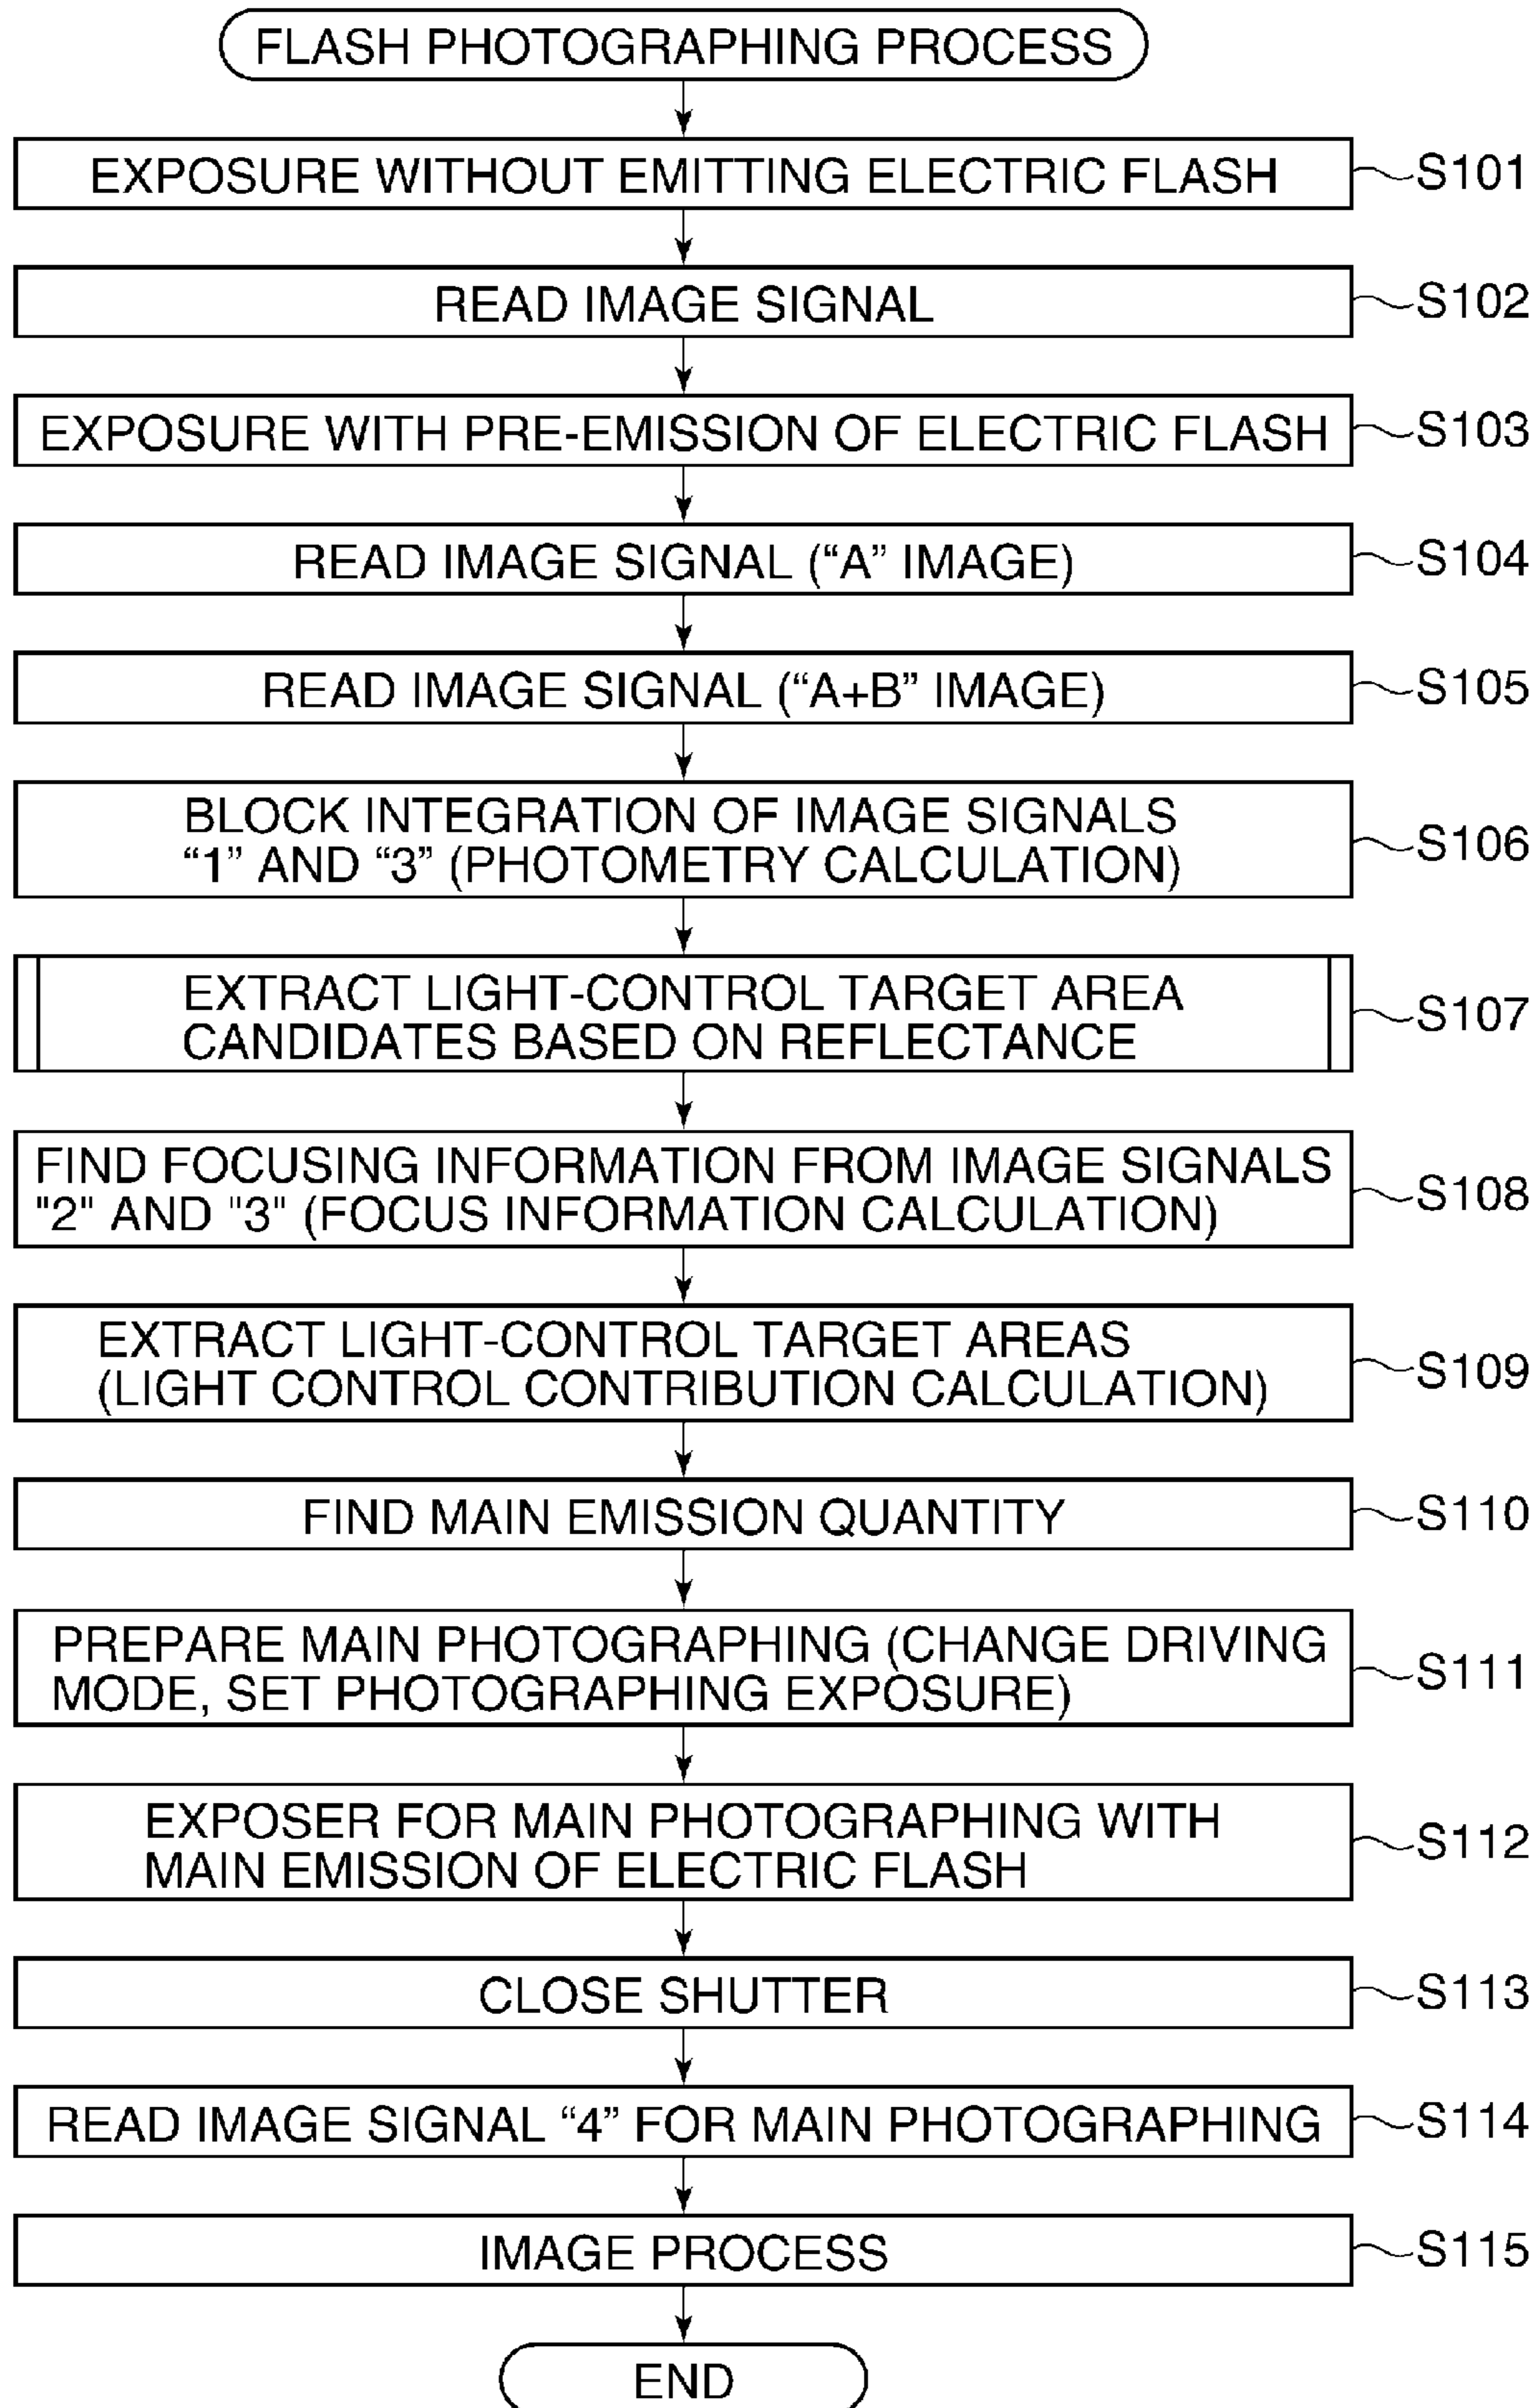 FLASH PHOTOGRAPHING PROCESS
EXPOSURE WITHOUT EMITTING ELECTRIC FLASH
S101
READ IMAGE SIGNAL
S102
EXPOSURE WITH PRE-EMISSION OF ELECTRIC FLASH
S103
READ IMAGE SIGNAL (“A” IMAGE)
S104
READ IMAGE SIGNAL (“A+B” IMAGE)
S105
BLOCK INTEGRATION OF IMAGE SIGNALS
“1” AND “3” (PHOTOMETRY CALCULATION)
S106
EXTRACT LIGHT-CONTROL TARGET AREA
CANDIDATES BASED ON REFLECTANCE
S107
FIND FOCUSING INFORMATION FROM IMAGE SIGNALS
"2" AND "3" (FOCUS INFORMATION CALCULATION)
S108
EXTRACT LIGHT-CONTROL TARGET AREAS
(LIGHT CONTROL CONTRIBUTION CALCULATION)
S109
FIND MAIN EMISSION QUANTITY
S110
PREPARE MAIN PHOTOGRAPHING (CHANGE DRIVING
MODE, SET PHOTOGRAPHING EXPOSURE)
S111
EXPOSER FOR MAIN PHOTOGRAPHING WITH
MAIN EMISSION OF ELECTRIC FLASH
S112
CLOSE SHUTTER
S113
READ IMAGE SIGNAL “4” FOR MAIN PHOTOGRAPHING
S114
IMAGE PROCESS
S115
END